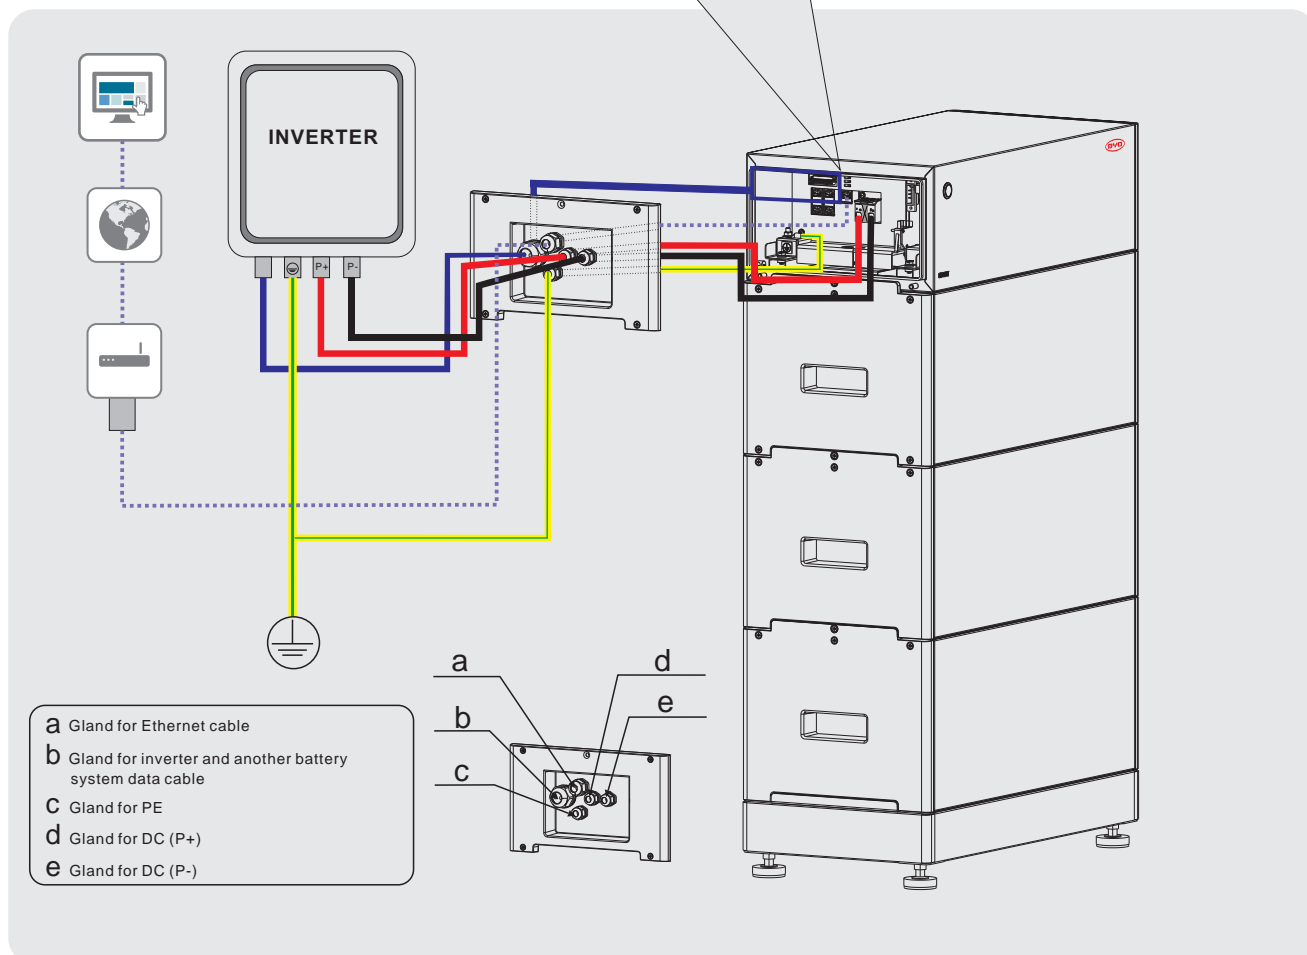 INVERTER
P+
P-
BYD
a
b
c
d
e
a Gland for Ethernet cable
b Gland for inverter and another battery
system data cable
c Gland for PE
d Gland for DC (P+)
e Gland for DC (P-)